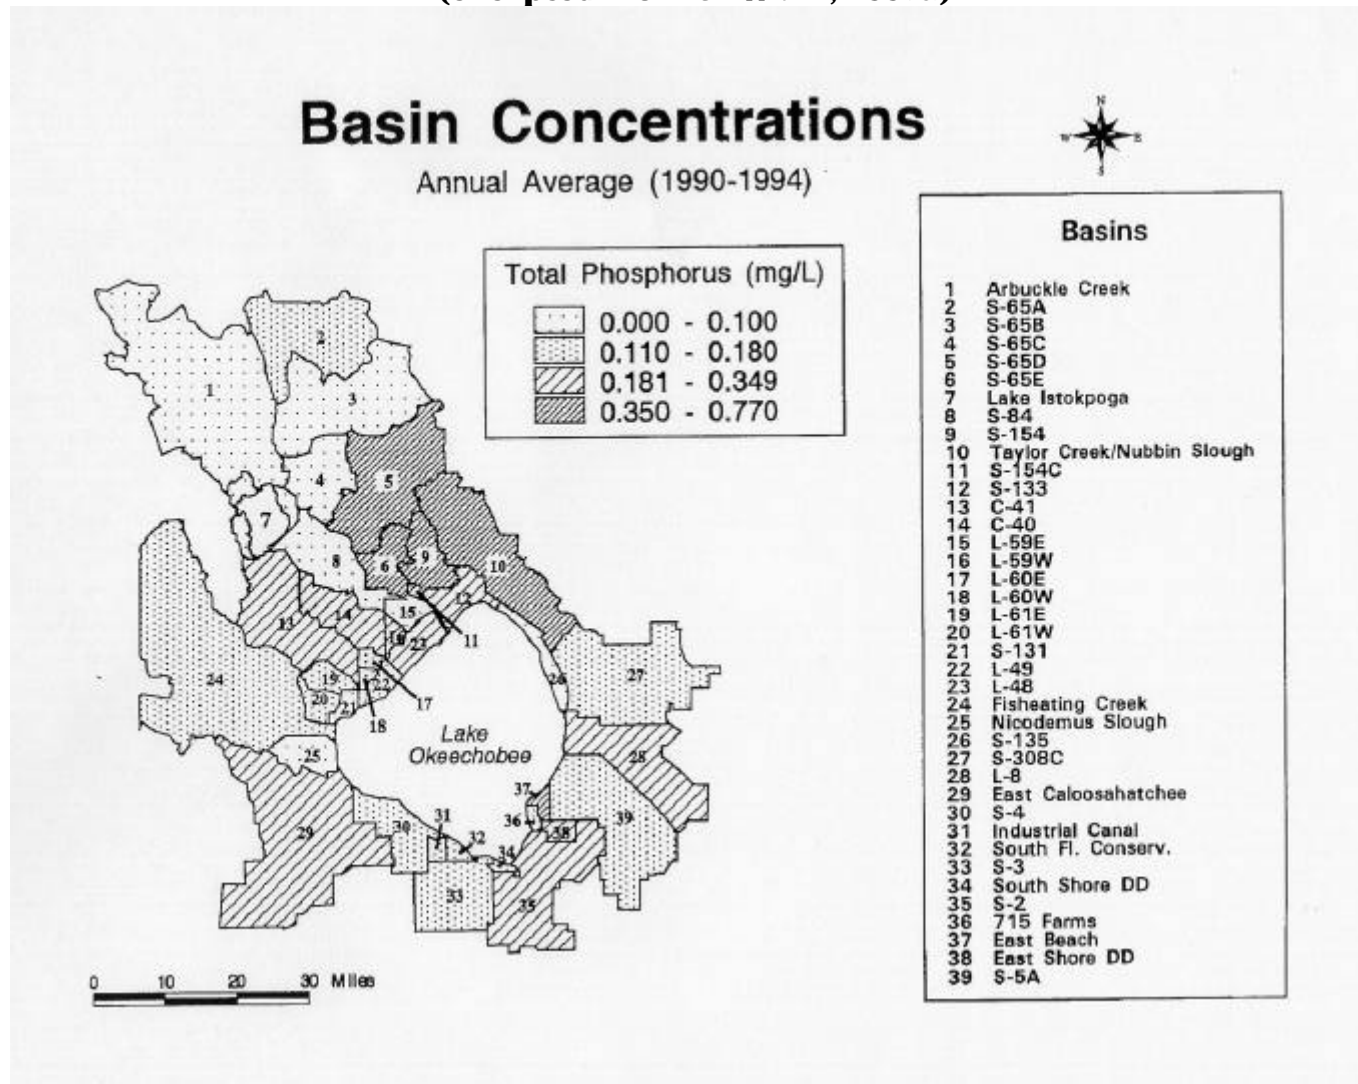 Basin Concentrations
Annual Average (1990-1994)
N
W
E
S
Total Phosphorus (mg/L)
0.000 - 0.100
0.110 - 0.180
0.181 - 0.349
0.350 - 0.770
Basins
1 Arbuckle Creek
2 S-65A
3 S-65B
4 S-65C
5 S-65D
6 S-65E
7 Lake Istokpoga
8 S-84
9 S-154
10 Taylor Creek/Nubbin Slough
11 S-154C
12 S-133
13 C-41
14 C-40
15 L-59E
16 L-59W
17 L-60E
18 L-60W
19 L-61E
20 L-61W
21 S-131
22 L-49
23 L-48
24 Fisheating Creek
25 Nicodemus Slough
26 S-135
27 S-308C
28 L-8
29 East Caloosahatchee
30 S-4
31 Industrial Canal
32 South Fl. Conserv.
33 S-3
34 South Shore DD
35 S-2
36 715 Farms
37 East Beach
38 East Shore DD
39 S-5A
2
1
3
4
5
7
8
6
9
10
12
15
14
13
16
23
11
19
24
27
26
22
20
21
17
18
Lake
Okeechobee
25
28
37
31
36
39
29
30
32
38
34
33
35
0 10 20 30 Miles